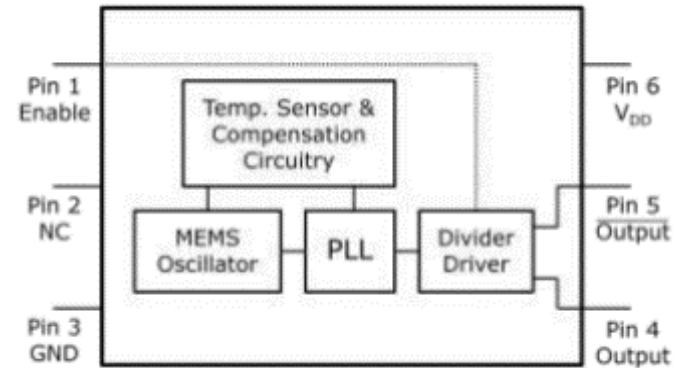 Pin 1
Enable
Temp. Sensor &
Compensation
Circuitry
Pin 6
V_DD
Pin 2
NC
MEMS
Oscillator
PLL
Divider
Driver
Pin 5
Output
Pin 3
GND
Pin 4
Output